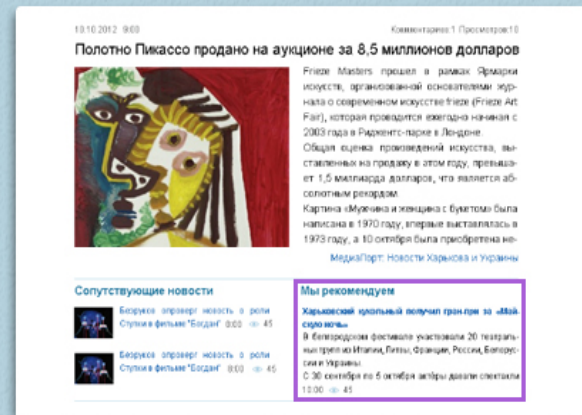 10.10.2012 9:00
Комментариев:1 Просмотров:10
Полотно Пикассо продано на аукционе за 8,5 миллионов долларов
Frieze Masters прошел в рамках Ярмарки
искусств, организованной основателями жур-
нала о современном искусстве frieze (Frieze Art
Fair), которая проводится ежегодно начиная с
2003 года в Риджентс-парке в Лондоне.
Общая оценка произведений искусства, вы-
ставленных на продажу в этом году, превыша-
ет 1,5 миллиарда долларов, что является аб-
солютным рекордом.
Картина «Мужчина и женщина с букетом» была
написана в 1970 году, впервые выставлялась в
1973 году, а 10 октября была приобретена не-
МедиаПорт: Новости Харькова и Украины
Сопутствующие новости
Безруков опроверг новость о роли
Ступки в фильме "Богдан" 9:00 45
Безруков опроверг новость о роли
Ступки в фильме "Богдан" 9:00 45
Мы рекомендуем
Харьковский кукольный получил гран-при за «Май-
скую ночь»
В белгородском фестивале участвовали 20 театраль-
ных трупп из Италии, Литвы, Франции, России, Белорус-
сии и Украины.
С 30 сентября по 5 октября актёры давали спектакли
10:00 45